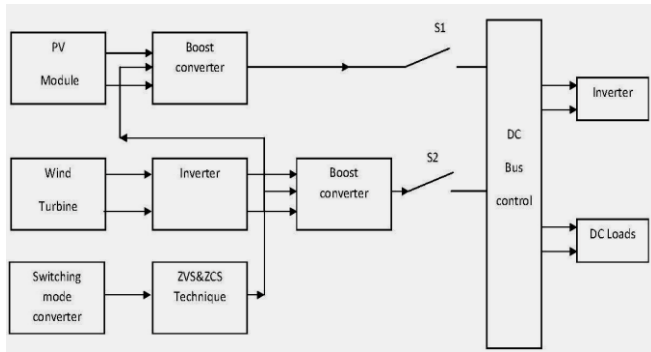 PV
Module
Boost
converter
S1
DC
Bus
control
Inverter
Wind
Turbine
Inverter
Boost
converter
S2
DC Loads
Switching
mode
converter
ZVS&ZCS
Technique